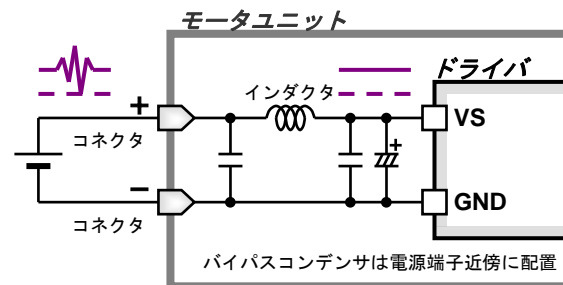 モータユニット
ドライバ
インダクタ
+
コネクタ
VS
+
−
コネクタ
GND
バイパスコンデンサは電源端子近傍に配置